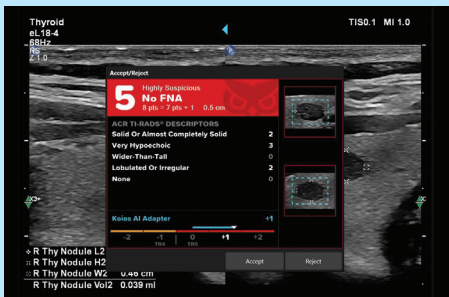 Thyroid
TIS0.1 MI 1.0
eL18-4
68Hz
Z 1.0
Accept/Reject
5
Highly Suspicious
No FNA
8 pts = 7 pts + 1 0.5 cm
ACR TI-RADS® DESCRIPTORS
Solid Or Almost Completely Solid 2
Very Hypoechoic 3
Wider-Than-Tall 0
Lobulated Or Irregular 2
None 0
Koios AI Adapter +1
-2 -1 0 +1 +2
TR4 TR5
Accept Reject
R Thy Nodule L2
R Thy Nodule H2
R Thy Nodule W2 0.46 cm
R Thy Nodule Vol2 0.039 ml